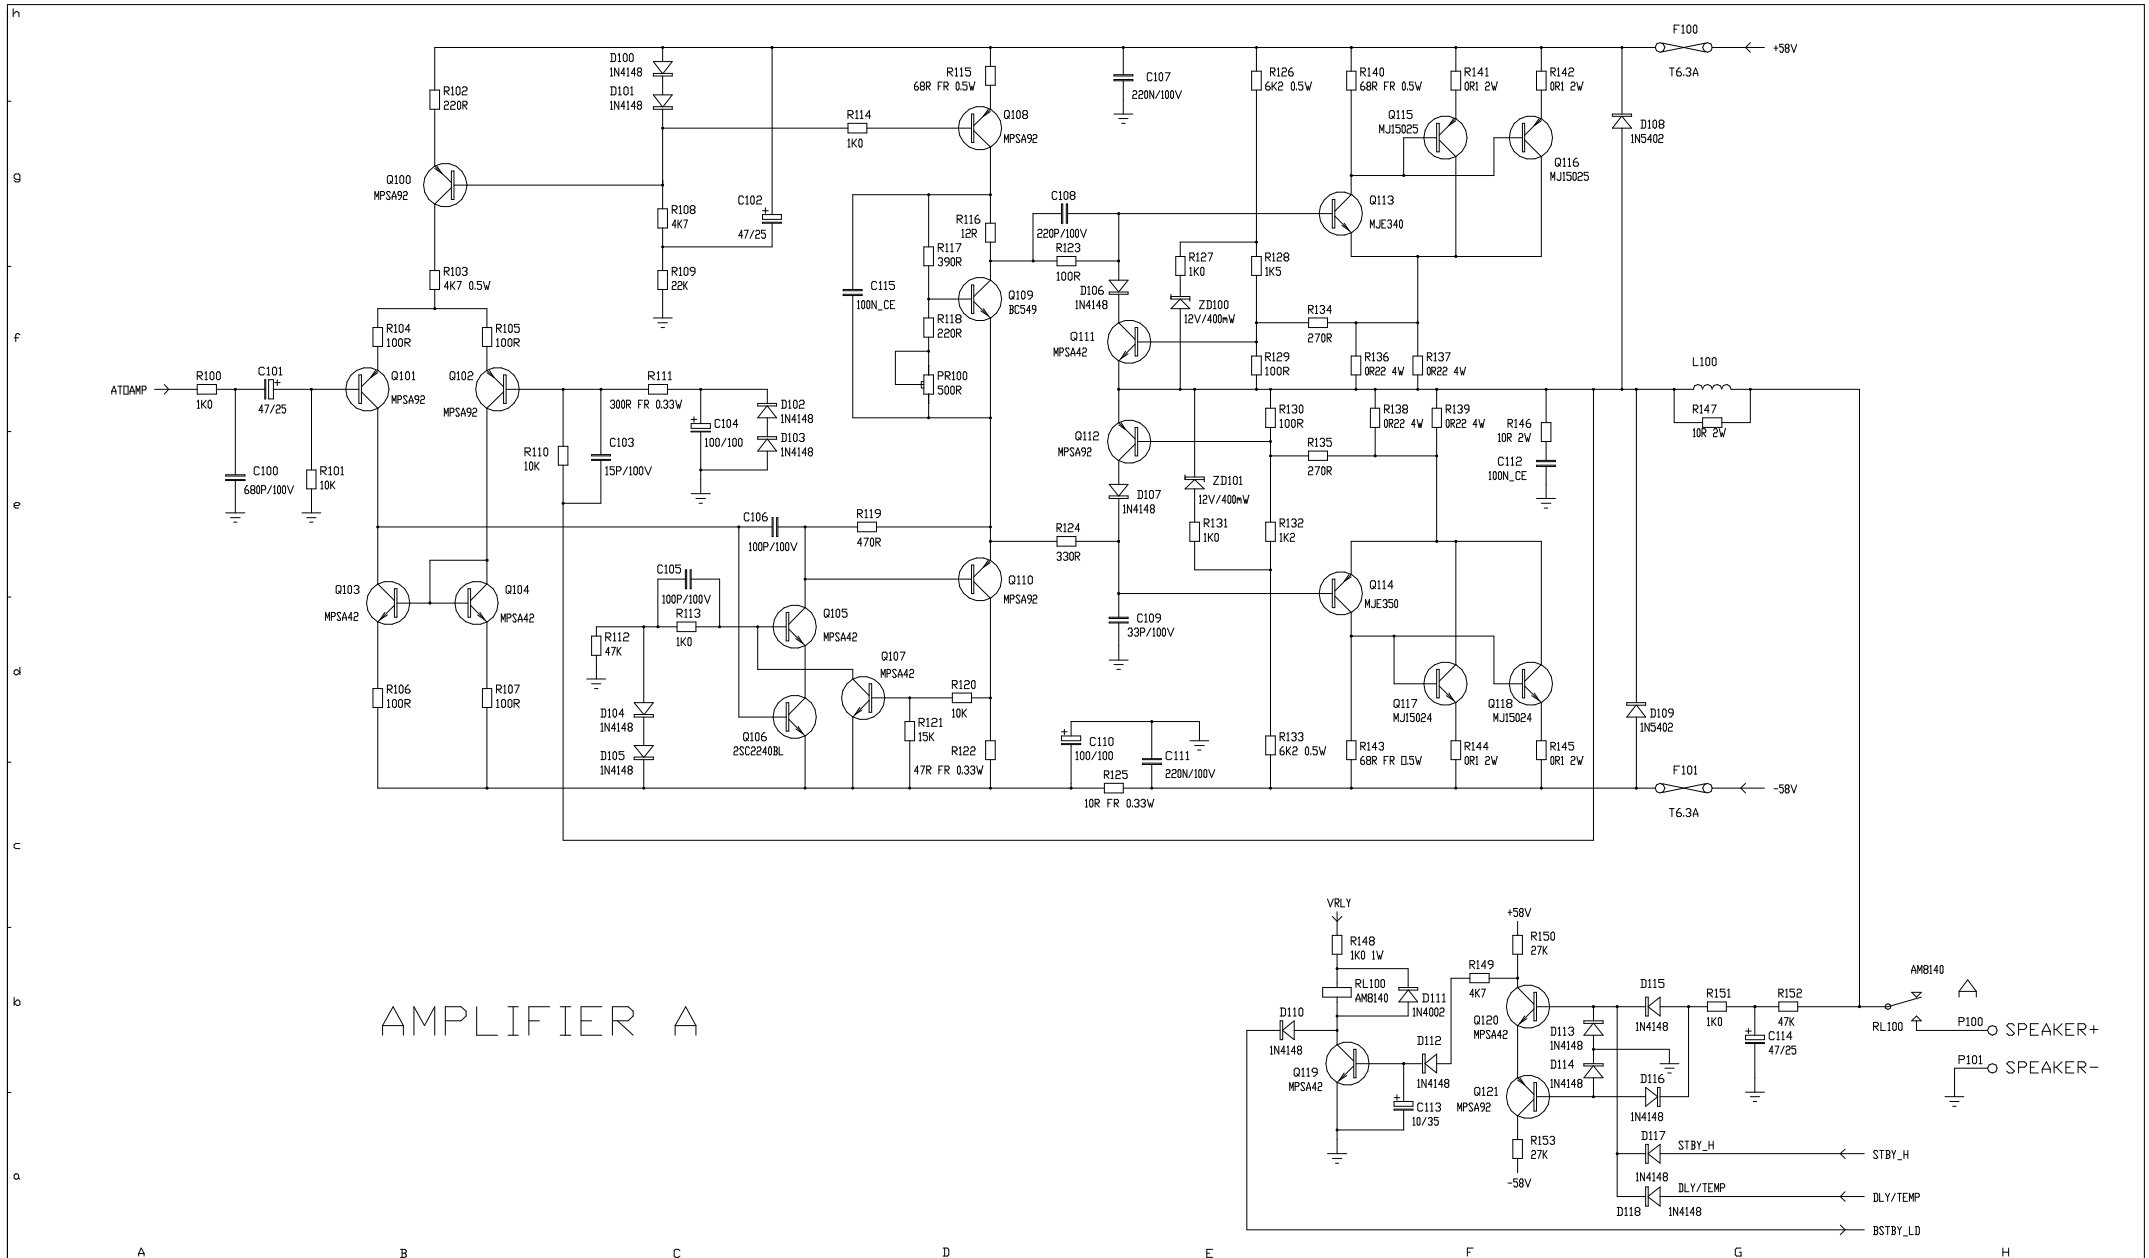 h
F100
+58V
T6.3A
D100
1N4148
D101
1N4148
R102
220R
R115
68R FR 0.5W
C107
220N/100V
R126
6K2 0.5W
R140
68R FR 0.5W
R141
0R1 2W
R142
0R1 2W
R114
1K0
Q108
MPSA92
Q115
MJ15025
D108
1N5402
Q116
MJ15025
g
Q100
MPSA92
R108
4K7
C102
+
47/25
R116
12R
C108
220P/100V
Q113
MJE340
R117
390R
R123
100R
R127
1K0
R128
1K5
R103
4K7 0.5W
R109
22K
C115
100N_CE
Q109
BC549
D106
1N4148
ZD100
12V/400mW
R118
220R
R134
270R
f
R104
100R
R105
100R
Q111
MPSA42
R129
100R
R136
0R22 4W
R137
0R22 4W
L100
ATOAMP
R100
1K0
C101
+
47/25
Q101
MPSA92
Q102
MPSA92
R111
300R FR 0.33W
PR100
500R
D102
1N4148
C104
+
100/100
D103
1N4148
R130
100R
R138
0R22 4W
R139
0R22 4W
R146
10R 2W
R147
10R 2W
Q112
MPSA92
R135
270R
C112
100N_CE
C100
680P/100V
R101
10K
R110
10K
C103
15P/100V
e
D107
1N4148
ZD101
12V/400mW
C106
100P/100V
R119
470R
R124
330R
R131
1K0
R132
1K2
Q103
MPSA42
Q104
MPSA42
C105
100P/100V
R113
1K0
Q110
MPSA92
Q114
MJE350
Q105
MPSA42
C109
33P/100V
R112
47K
d
Q107
MPSA42
R106
100R
R107
100R
D104
1N4148
R120
10K
Q117
MJ15024
Q118
MJ15024
D109
1N5402
D105
1N4148
Q106
2SC2240BL
R121
15K
R122
47R FR 0.33W
+
C110
100/100
C111
220N/100V
R133
6K2 0.5W
R143
68R FR 0.5W
R144
0R1 2W
R145
0R1 2W
R125
10R FR 0.33W
F101
-58V
T6.3A
c
VRLY
+58V
R148
1K0 1W
R150
27K
R149
4K7
AM8140
A
b
AMPLIFIER A
RL100
AM8140
D111
1N4002
D115
1N4148
R151
1K0
R152
47K
RL100
P100
SPEAKER+
D110
1N4148
Q120
MPSA42
D113
1N4148
+
C114
47/25
D112
1N4148
P101
SPEAKER-
Q119
MPSA42
D114
1N4148
D116
1N4148
Q121
MPSA92
+
C113
10/35
R153
27K
D117
1N4148
STBY_H
STBY_H
a
-58V
D118
1N4148
DLY/TEMP
DLY/TEMP
BSTBY_LD
A
B
C
D
E
F
G
H